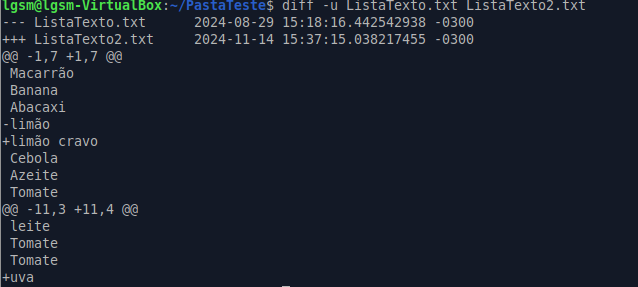 lgsm@lgsm-VirtualBox:~/PastaTeste$ diff -u ListaTexto.txt ListaTexto2.txt
--- ListaTexto.txt      2024-08-29 15:18:16.442542938 -0300
+++ ListaTexto2.txt     2024-11-14 15:37:15.038217455 -0300
@@ -1,7 +1,7 @@
 Macarrão
 Banana
 Abacaxi
-limão
+limão cravo
 Cebola
 Azeite
 Tomate
@@ -11,3 +11,4 @@
 leite
 Tomate
 Tomate
+uva